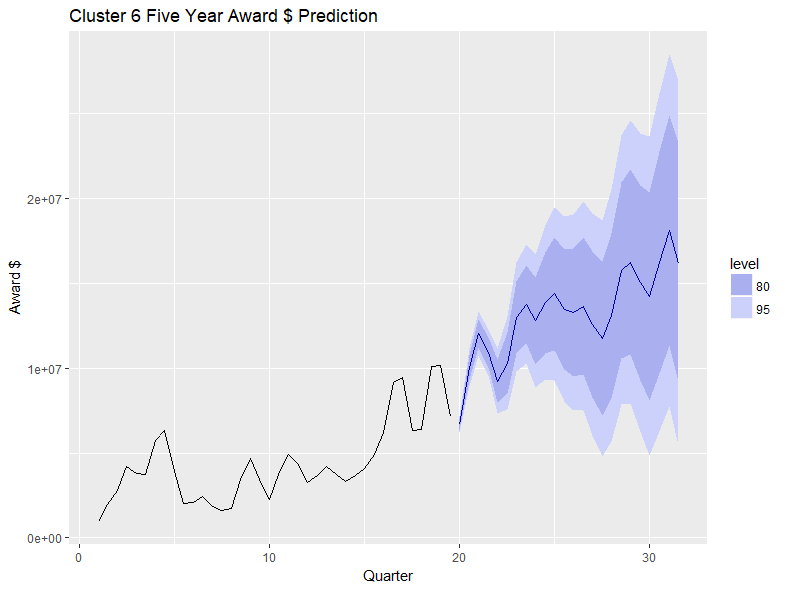 Cluster 6 Five Year Award $ Prediction
Award $
2e+07
1e+07
0e+00
0
10
20
30
Quarter
level
80
95